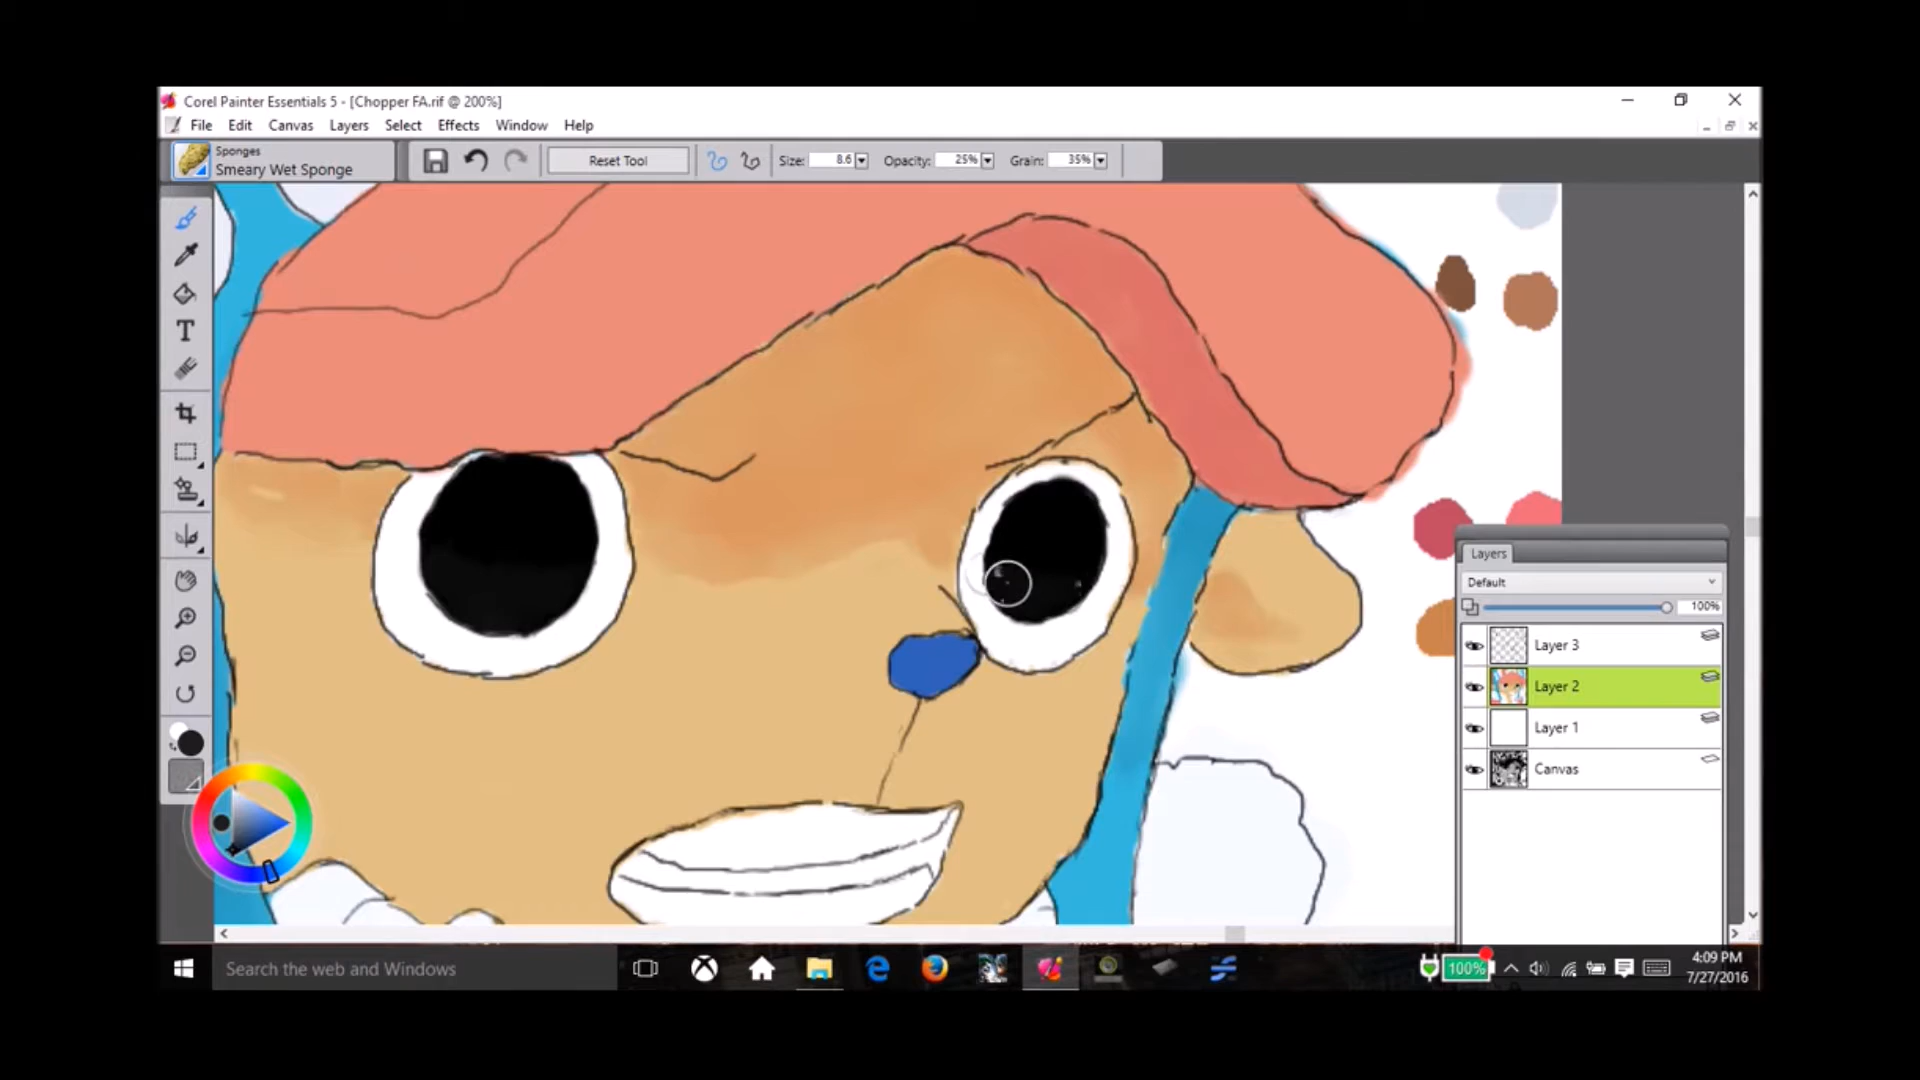 Corel Painter Essentials 5 - [Chopper FA.rif @ 200%]
File Edit Canvas Layers Select Effects Window Help
Sponges
Smeary Wet Sponge
Reset Tool
Size: 8.6
Opacity: 25%
Grain: 35%
T
Layers
Default
100%
Layer 3
Layer 2
Layer 1
Canvas
Search the web and Windows
100%
4:09 PM
7/27/2016